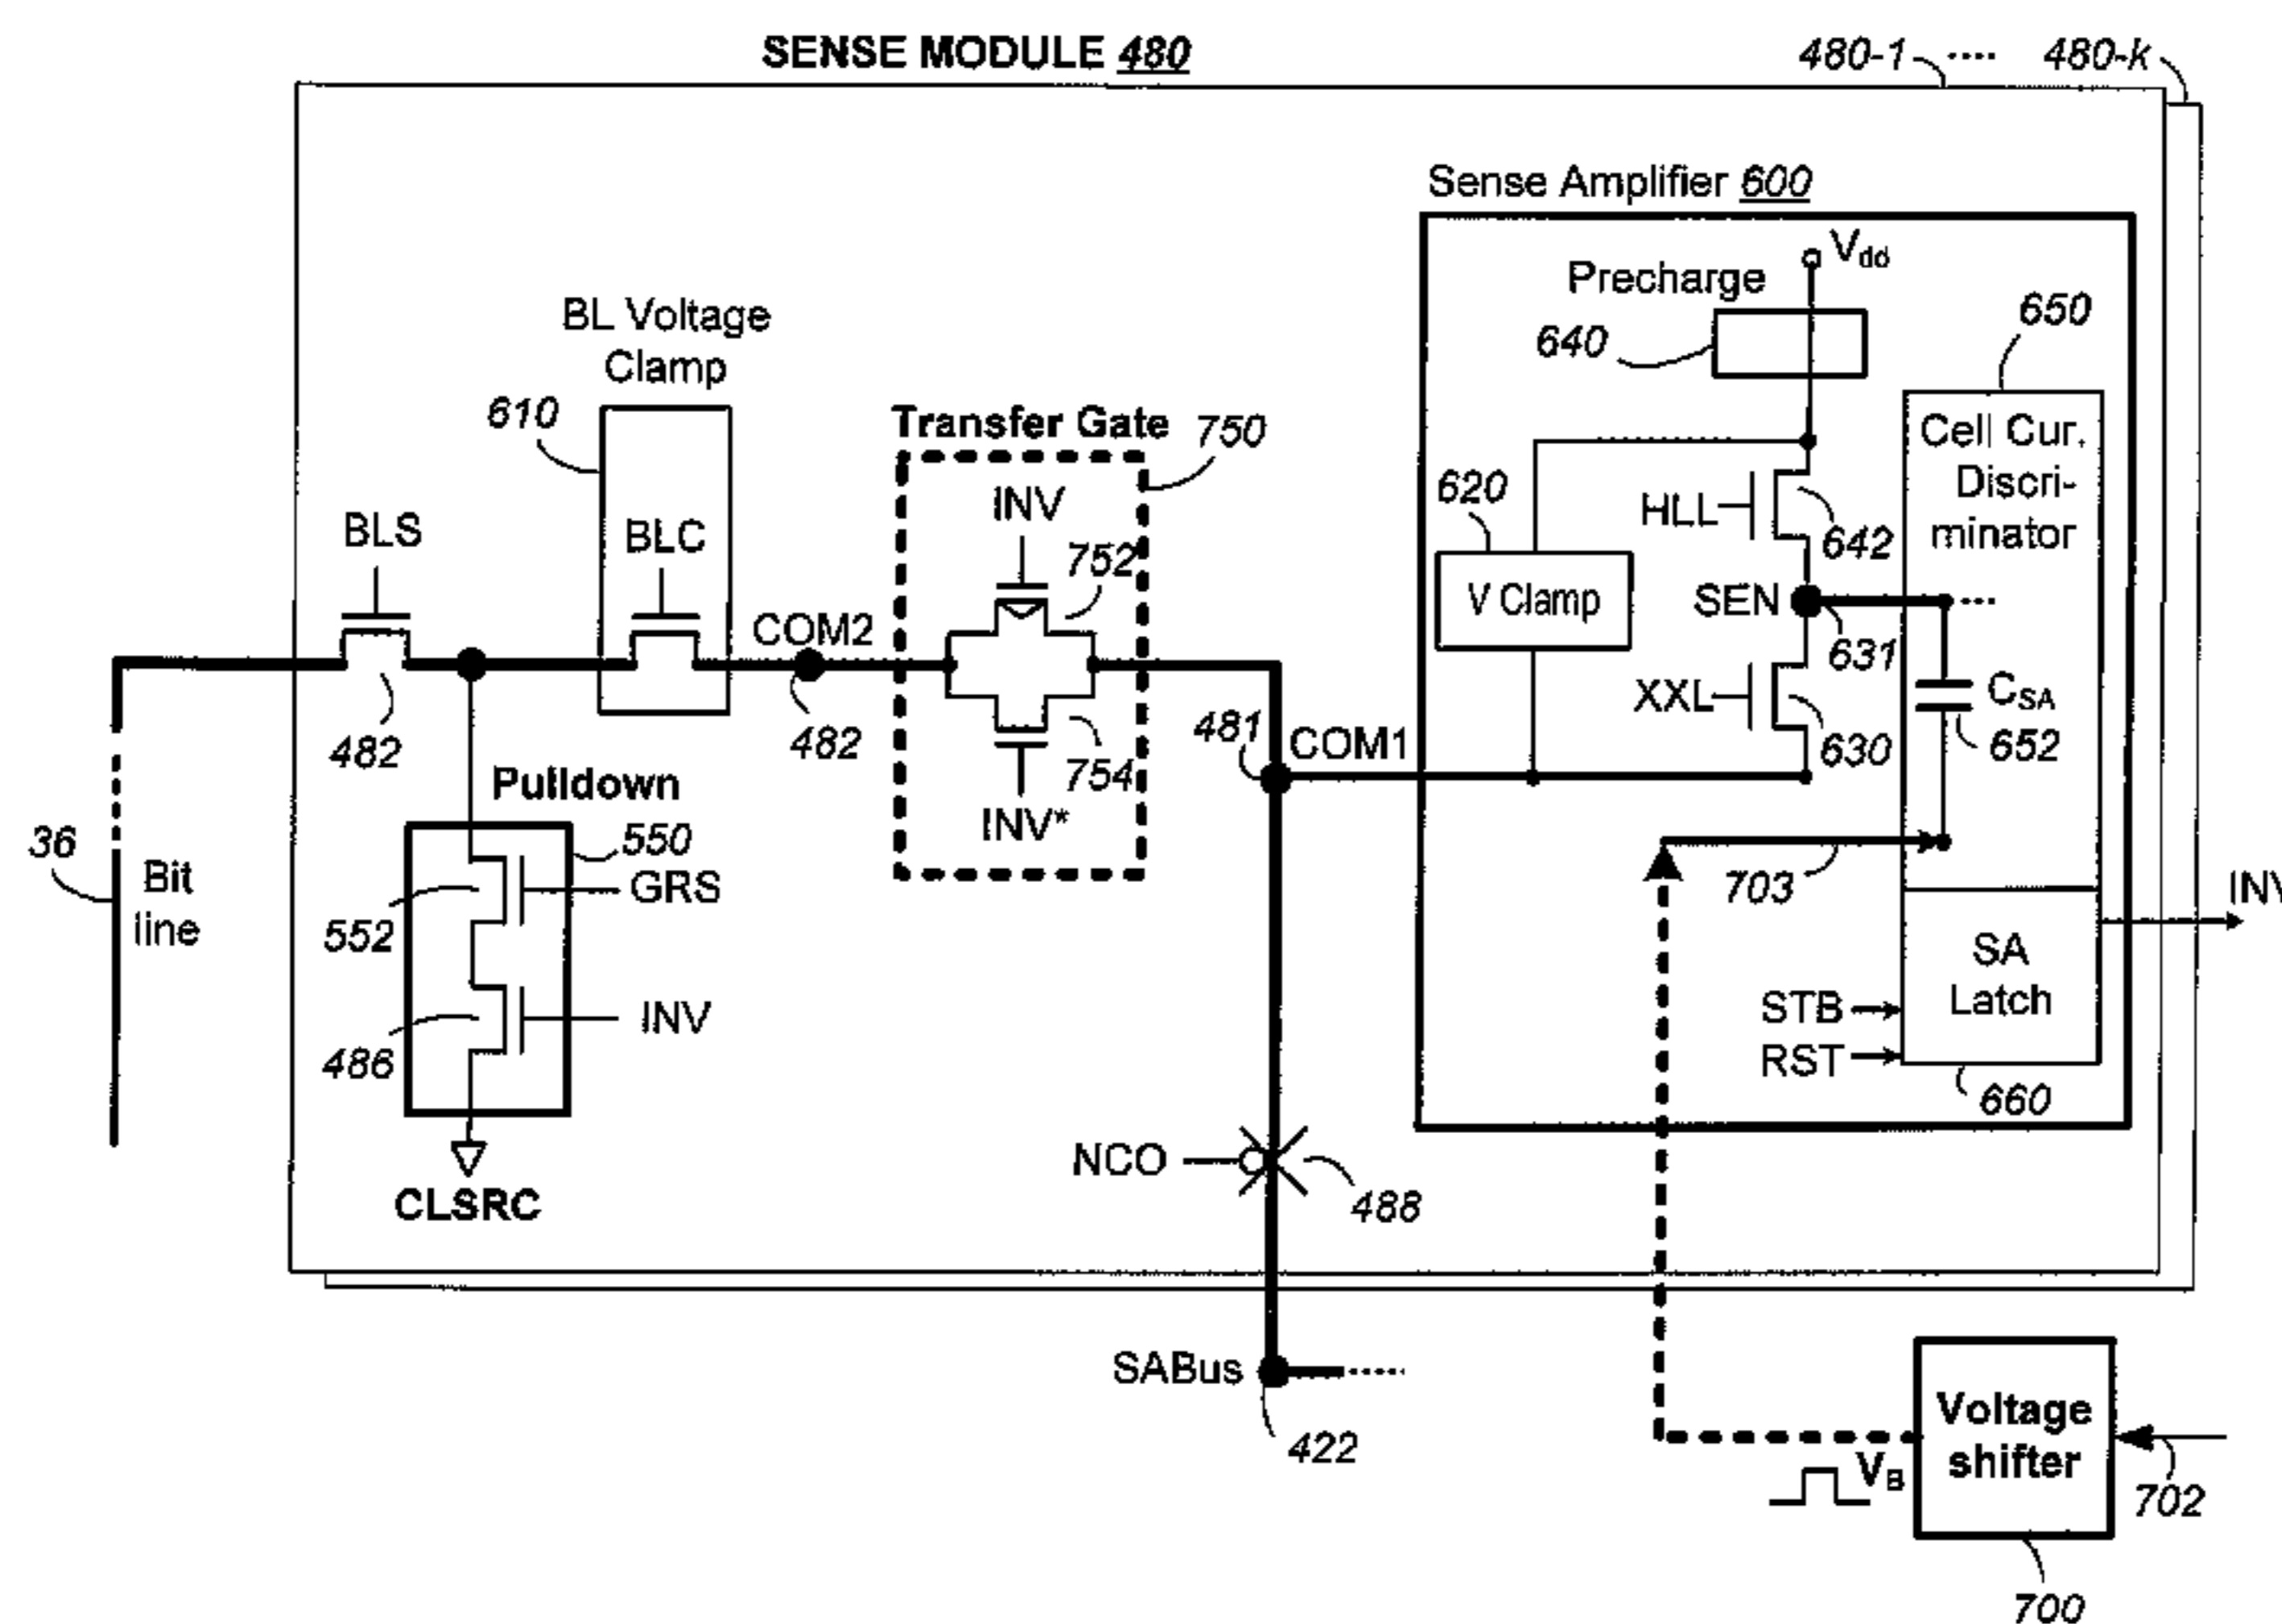 SENSE MODULE 480
480-1 ···· 480-k
Sense Amplifier 600
Vdd
Precharge
640
650
Cell Cur.
Discri-
minator
BL Voltage
Clamp
610
Transfer Gate
750
620
V Clamp
HLL
642
SEN
631
XXL
630
CSA
652
BLS
482
BLC
COM2
482
INV
752
754
INV*
481
COM1
Pulldown
550
GRS
552
INV
486
CLSRC
36
Bit
line
703
INV
SA
Latch
STB
RST
660
NCO
488
SABus
422
VB
Voltage
shifter
702
700